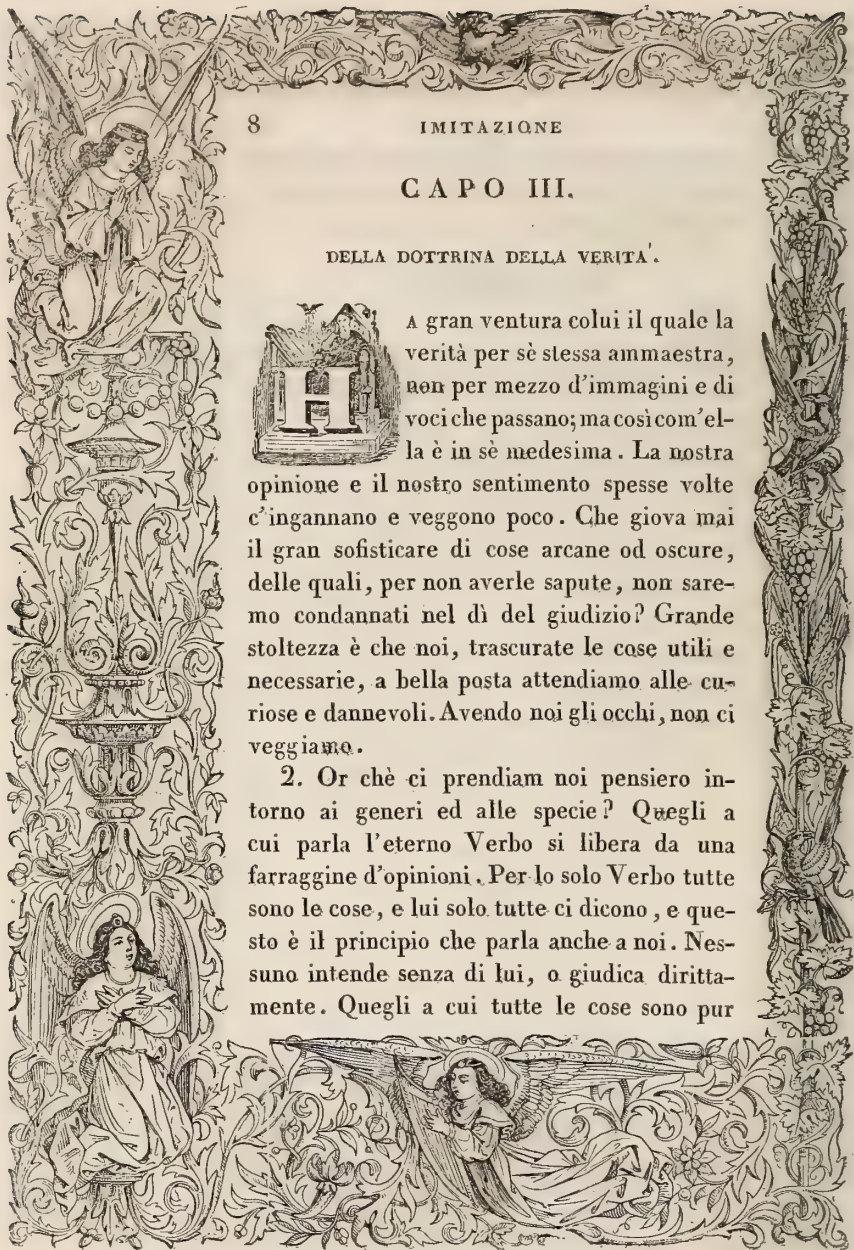 8 IMITAZIONE
CAPO III.
DELLA DOTTRINA DELLA VERITA'.
HA gran ventura colui il quale la
verità per sè stessa ammaestra,
non per mezzo d'immagini e di
voci che passano; ma così com'el-
la è in sè medesima. La nostra
opinione e il nostro sentimento spesse volte
c'ingannano e veggono poco. Che giova mai
il gran sofisticare di cose arcane od oscure,
delle quali, per non averle sapute, non sare-
mo condannati nel dì del giudizio? Grande
stoltezza è che noi, trascurate le cose utili e
necessarie, a bella posta attendiamo alle cu-
riose e dannevoli. Avendo noi gli occhi, non ci
veggiamo.
2. Or chè ci prendiam noi pensiero in-
torno ai generi ed alle specie? Quegli a
cui parla l'eterno Verbo si libera da una
farraggine d'opinioni. Per lo solo Verbo tutte
sono le cose, e lui solo tutte ci dicono, e que-
sto è il principio che parla anche a noi. Nes-
suno intende senza di lui, o giudica diritta-
mente. Quegli a cui tutte le cose sono pur